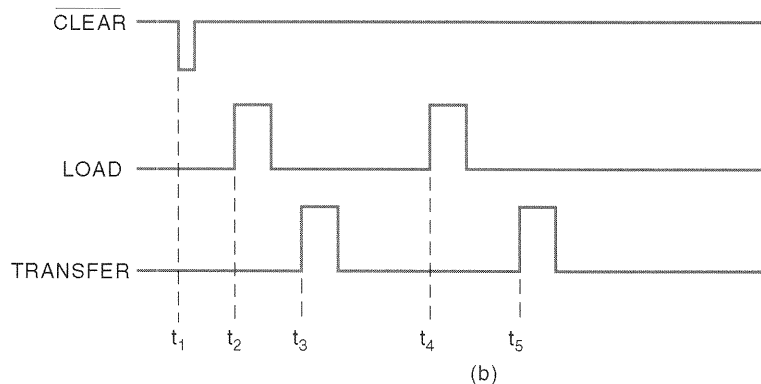 CLEAR
LOAD
TRANSFER
t₁ t₂ t₃ t₄ t₅
(b)